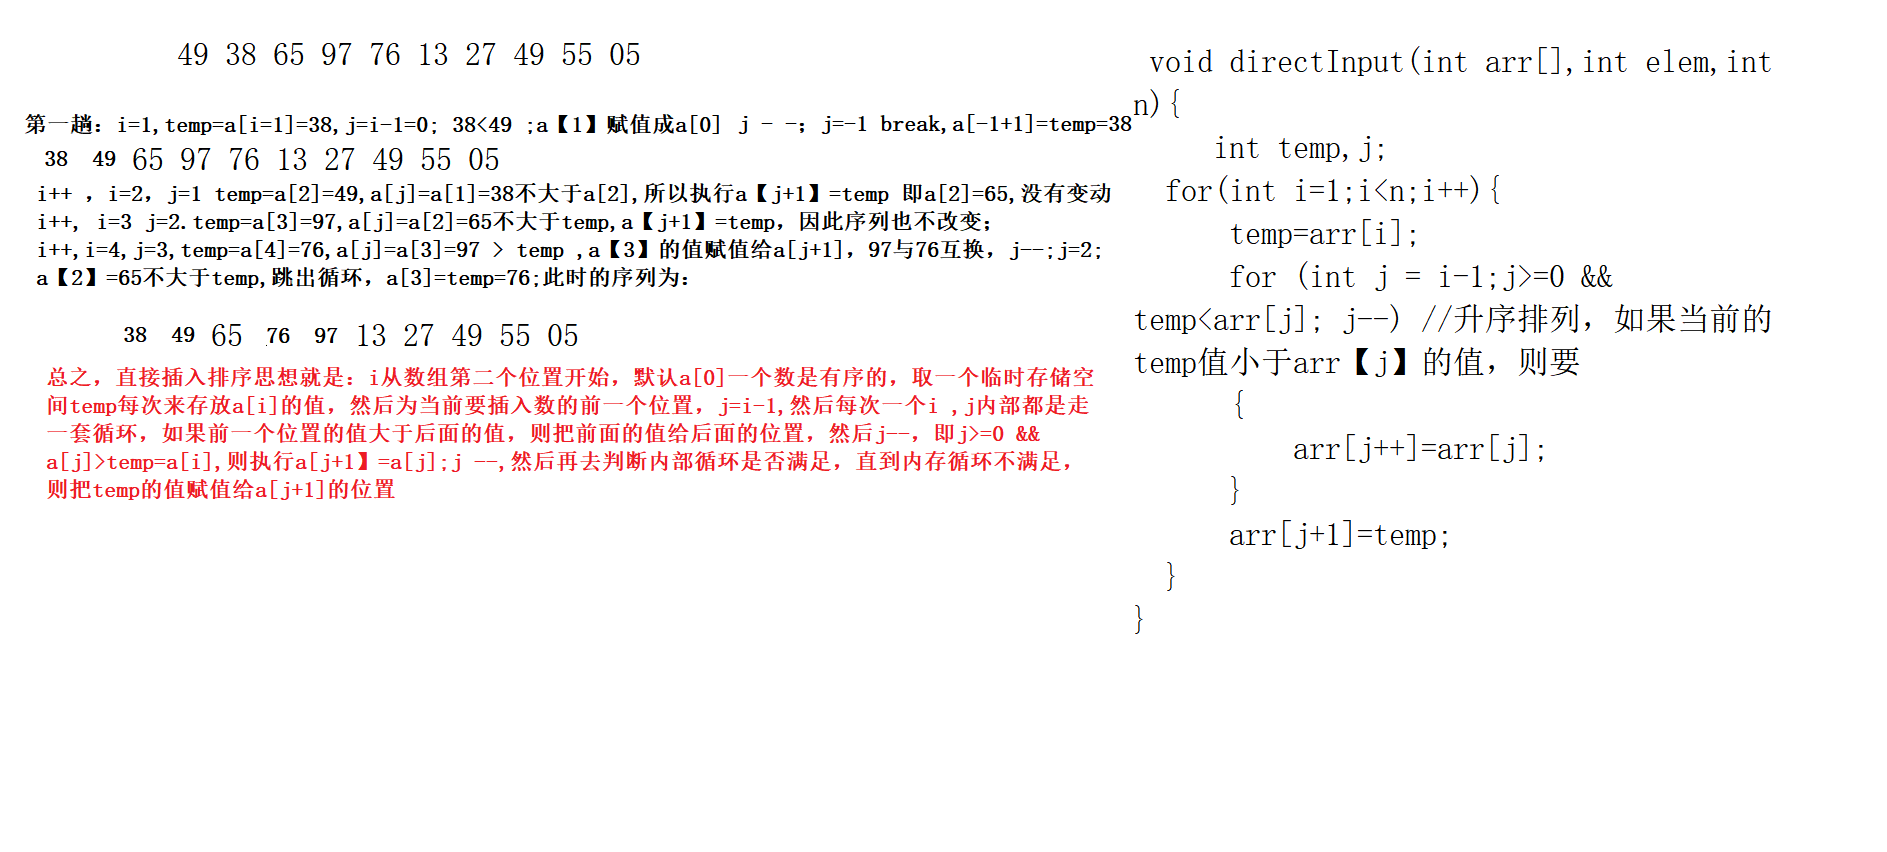 49 38 65 97 76 13 27 49 55 05
第一趟：i=1,temp=a[i=1]=38,j=i-1=0; 38<49 ;a【1】赋值成a[0] j - -；j=-1 break,a[-1+1]=temp=38
38 49 65 97 76 13 27 49 55 05
i++ ，i=2，j=1 temp=a[2]=49,a[j]=a[1]=38不大于a[2],所以执行a【j+1】=temp 即a[2]=65,没有变动
i++, i=3 j=2.temp=a[3]=97,a[j]=a[2]=65不大于temp,a【j+1】=temp，因此序列也不改变；
i++,i=4,j=3,temp=a[4]=76,a[j]=a[3]=97 > temp ,a【3】的值赋值给a[j+1]，97与76互换，j--;j=2;
a【2】=65不大于temp,跳出循环，a[3]=temp=76;此时的序列为：
38 49 65 76 97 13 27 49 55 05
总之，直接插入排序思想就是：i从数组第二个位置开始，默认a[0]一个数是有序的，取一个临时存储空
间temp每次来存放a[i]的值，然后为当前要插入数的前一个位置，j=i-1,然后每次一个i ,j内部都是走
一套循环，如果前一个位置的值大于后面的值，则把前面的值给后面的位置，然后j--，即j>=0 &&
a[j]>temp=a[i],则执行a[j+1】=a[j];j --,然后再去判断内部循环是否满足，直到内存循环不满足，
则把temp的值赋值给a[j+1]的位置
void directInput(int arr[],int elem,int
n){
int temp,j;
for(int i=1;i<n;i++){
temp=arr[i];
for (int j = i-1;j>=0 &&
temp<arr[j]; j--) //升序排列，如果当前的
temp值小于arr【j】的值，则要
{
arr[j++]=arr[j];
}
arr[j+1]=temp;
}
}